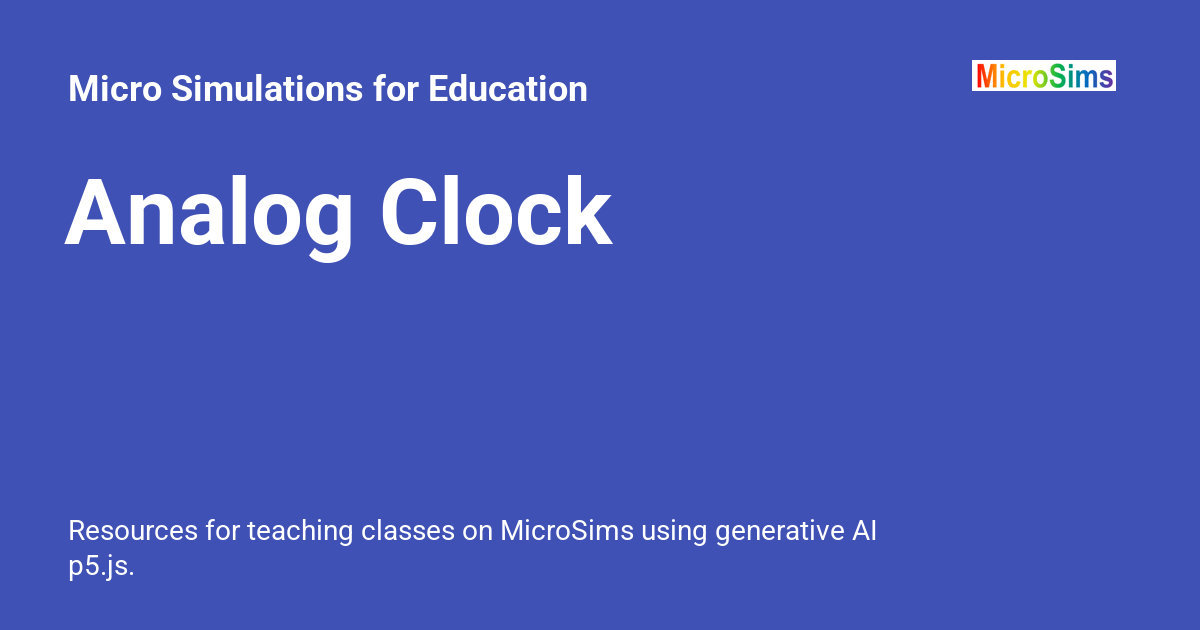 Micro Simulations for Education
MicroSims
Analog Clock
Resources for teaching classes on MicroSims using generative AI
p5.js.